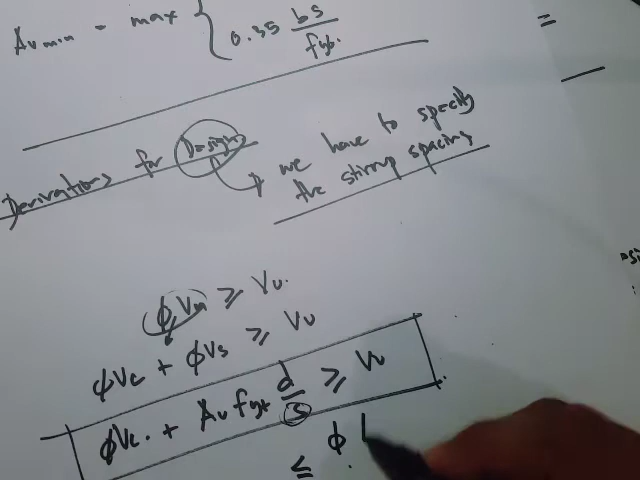 Av min = max { 0.35 bs / fyt.
=
Derivations for Design
we have to specify
the stirrup spacing
ϕVn ≥ Vu.
ϕVc + ϕVs ≥ Vu
ϕVc. + Av fyt d/s ≥ Vu
ϕ
≤